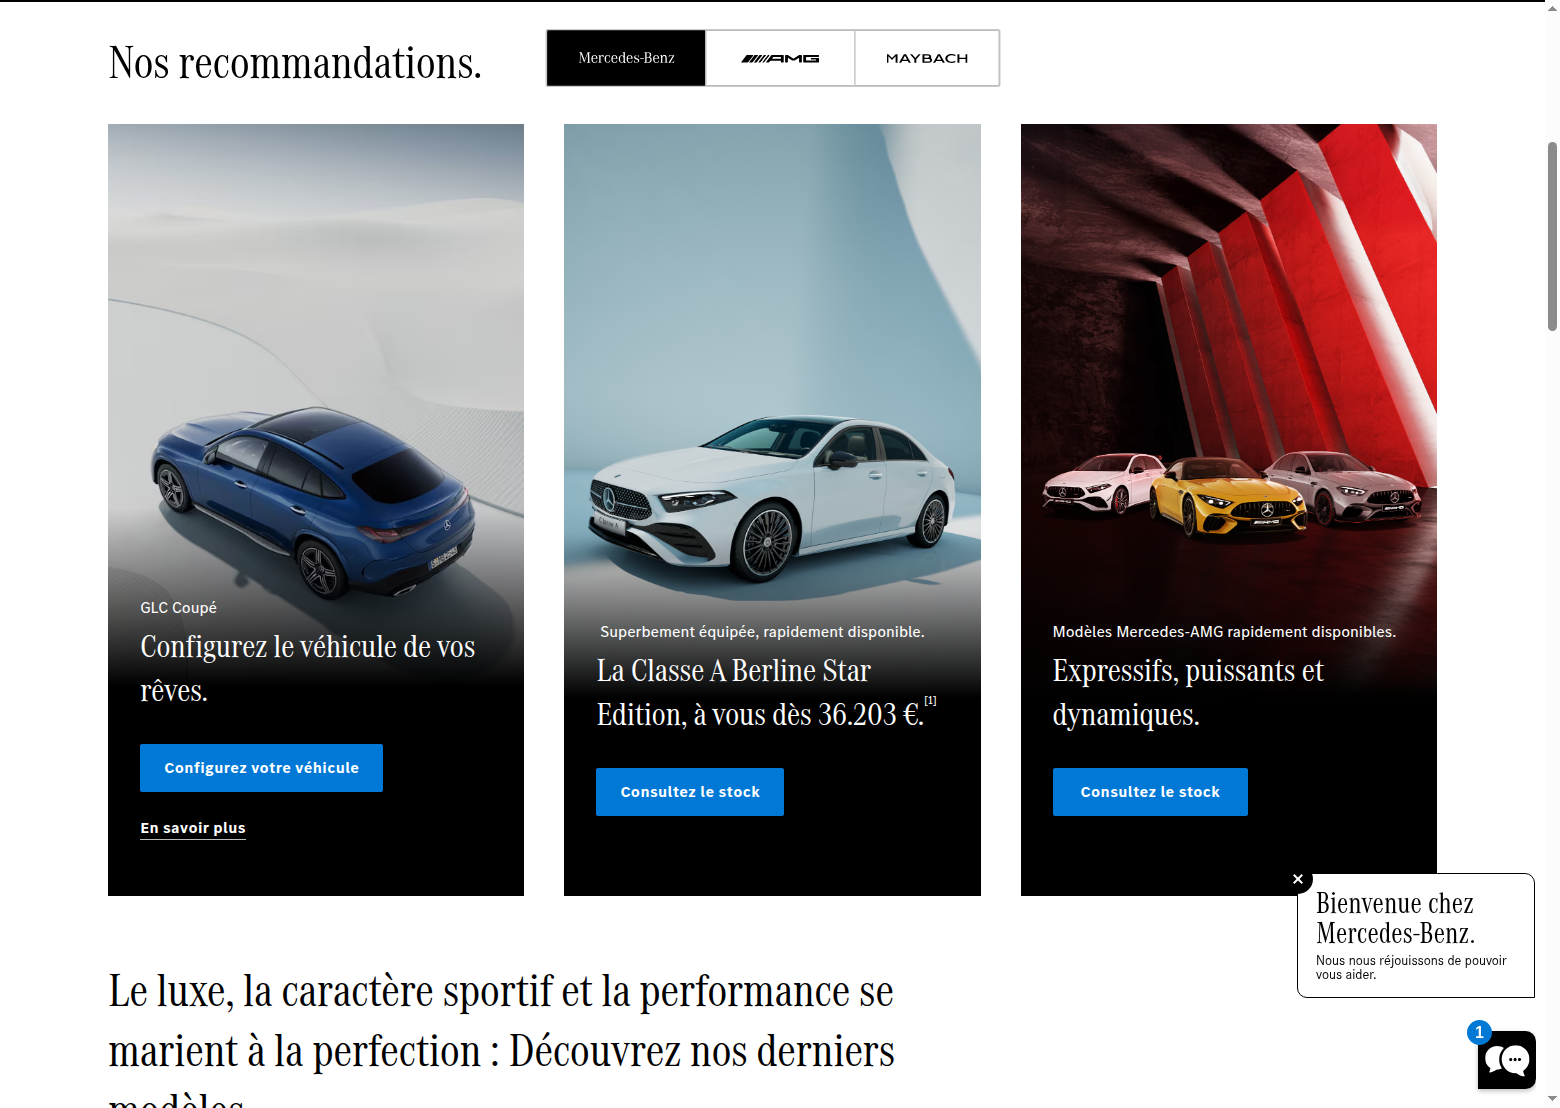 Nos recommandations.
Mercedes-Benz
AMG
MAYBACH
GLC Coupé
Configurez le véhicule de vos
rêves.
Configurez votre véhicule
En savoir plus
Classe A
Superbement équipée, rapidement disponible.
La Classe A Berline Star
Edition, à vous dès 36.203 €.[1]
Consultez le stock
Modèles Mercedes-AMG rapidement disponibles.
Expressifs, puissants et
dynamiques.
Consultez le stock
Bienvenue chez
Mercedes-Benz.
Nous nous réjouissons de pouvoir
vous aider.
1
Le luxe, la caractère sportif et la performance se
marient à la perfection : Découvrez nos derniers
modèles